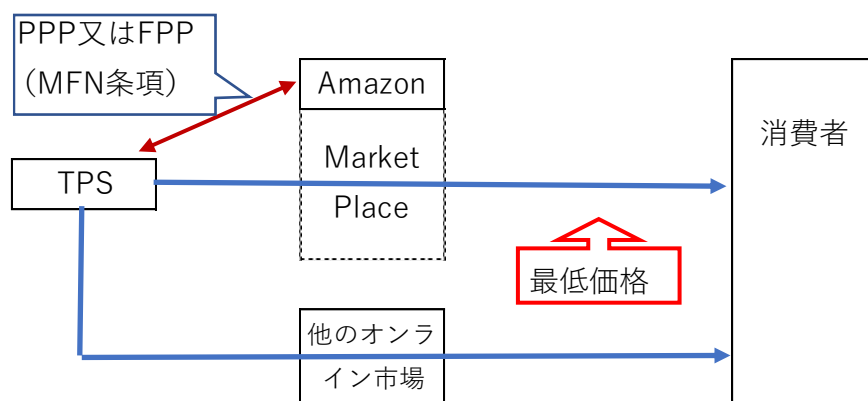 PPP又はFPP
（MFN条項）
Amazon
Market
Place
TPS
消費者
最低価格
他のオンラ
イン市場